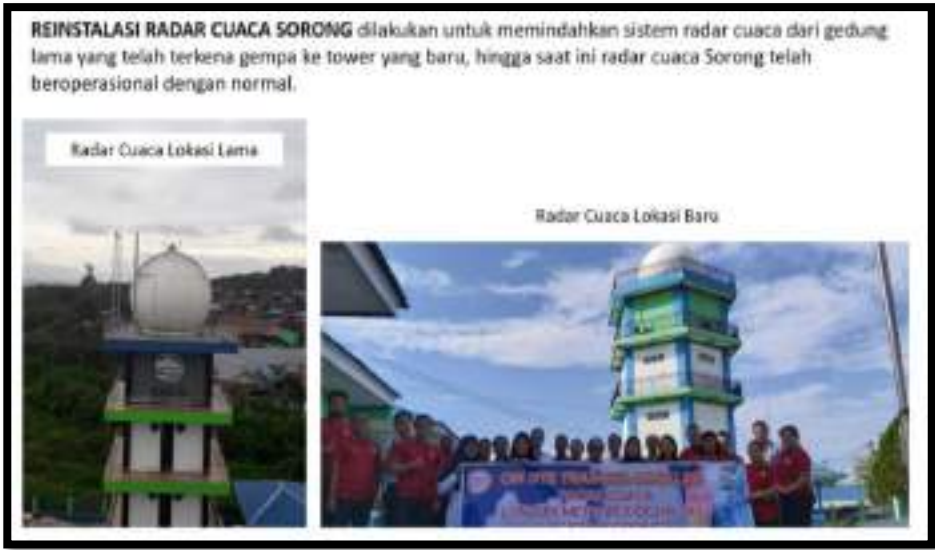 REINSTALASI RADAR CUACA SORONG dilakukan untuk memindahkan sistem radar cuaca dari gedung
lama yang telah terkena gempa ke tower yang baru, hingga saat ini radar cuaca Sorong telah
beroperasional dengan normal.
Radar Cuaca Lokasi Lama
Radar Cuaca Lokasi Baru